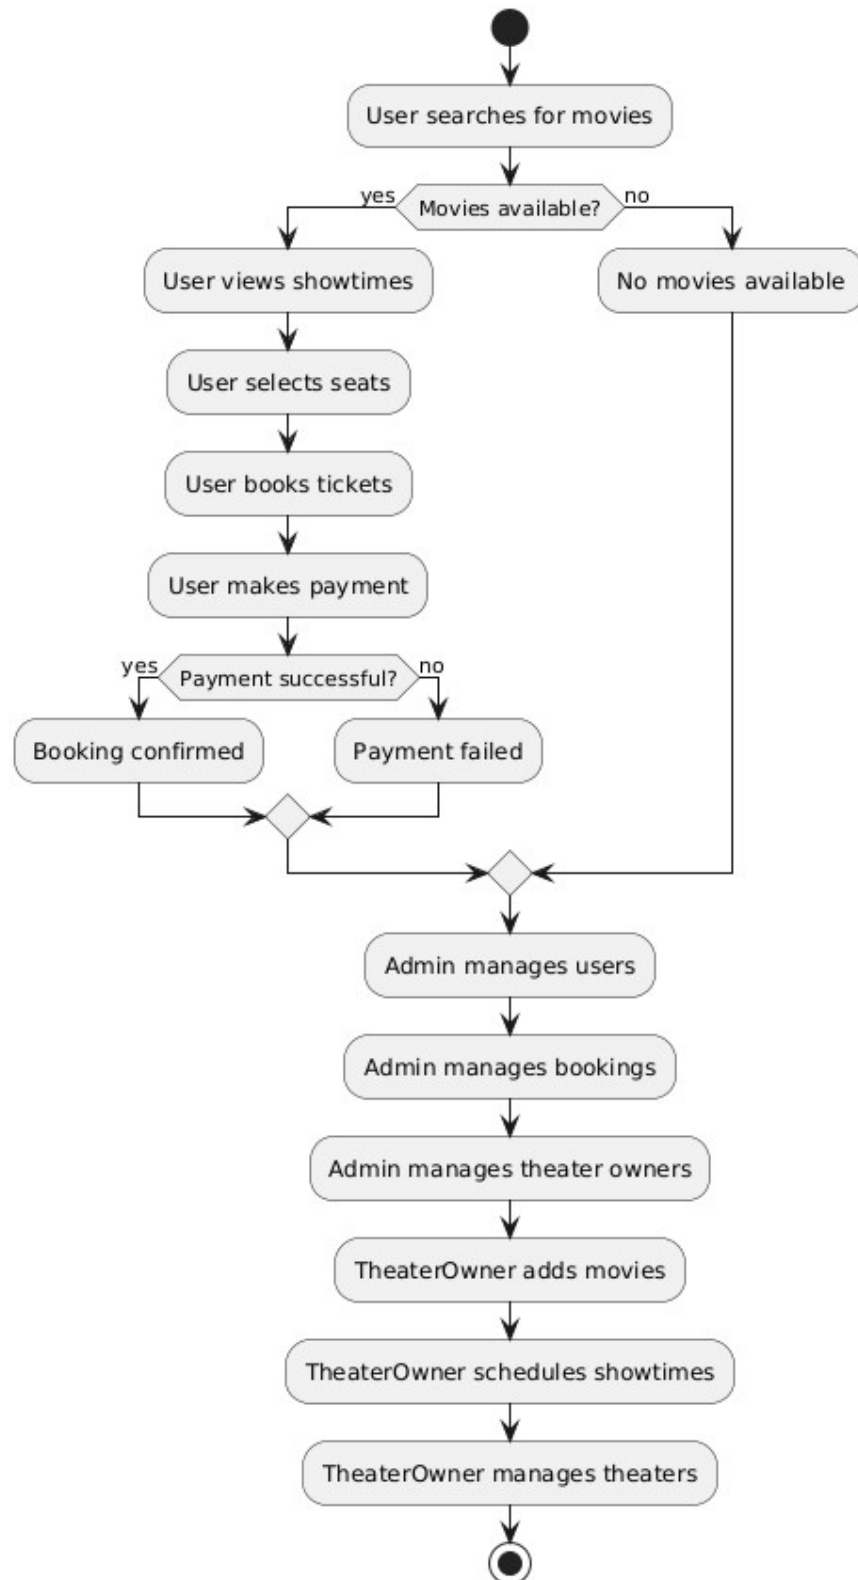 User searches for movies
yes
Movies available?
no
User views showtimes
No movies available
User selects seats
User books tickets
User makes payment
yes
Payment successful?
no
Booking confirmed
Payment failed
Admin manages users
Admin manages bookings
Admin manages theater owners
TheaterOwner adds movies
TheaterOwner schedules showtimes
TheaterOwner manages theaters